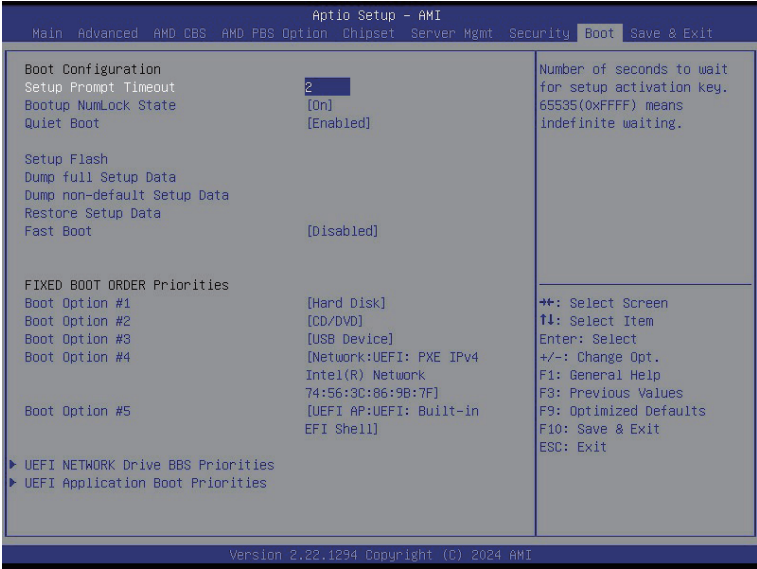 Aptio Setup - AMI
Main Advanced AMD CBS AMD PBS Option Chipset Server Mgmt Security Boot Save & Exit
Boot Configuration
Setup Prompt Timeout 2
Bootup NumLock State [On]
Quiet Boot [Enabled]
Setup Flash
Dump full Setup Data
Dump non-default Setup Data
Restore Setup Data
Fast Boot [Disabled]
FIXED BOOT ORDER Priorities
Boot Option #1 [Hard Disk]
Boot Option #2 [CD/DVD]
Boot Option #3 [USB Device]
Boot Option #4 [Network:UEFI: PXE IPv4
Intel(R) Network
74:56:3C:86:9B:7F]
Boot Option #5 [UEFI AP:UEFI: Built-in
EFI Shell]
UEFI NETWORK Drive BBS Priorities
UEFI Application Boot Priorities
Number of seconds to wait
for setup activation key.
65535(0xFFFF) means
indefinite waiting.
→←: Select Screen
↑↓: Select Item
Enter: Select
+/-: Change Opt.
F1: General Help
F3: Previous Values
F9: Optimized Defaults
F10: Save & Exit
ESC: Exit
Version 2.22.1294 Copyright (C) 2024 AMI